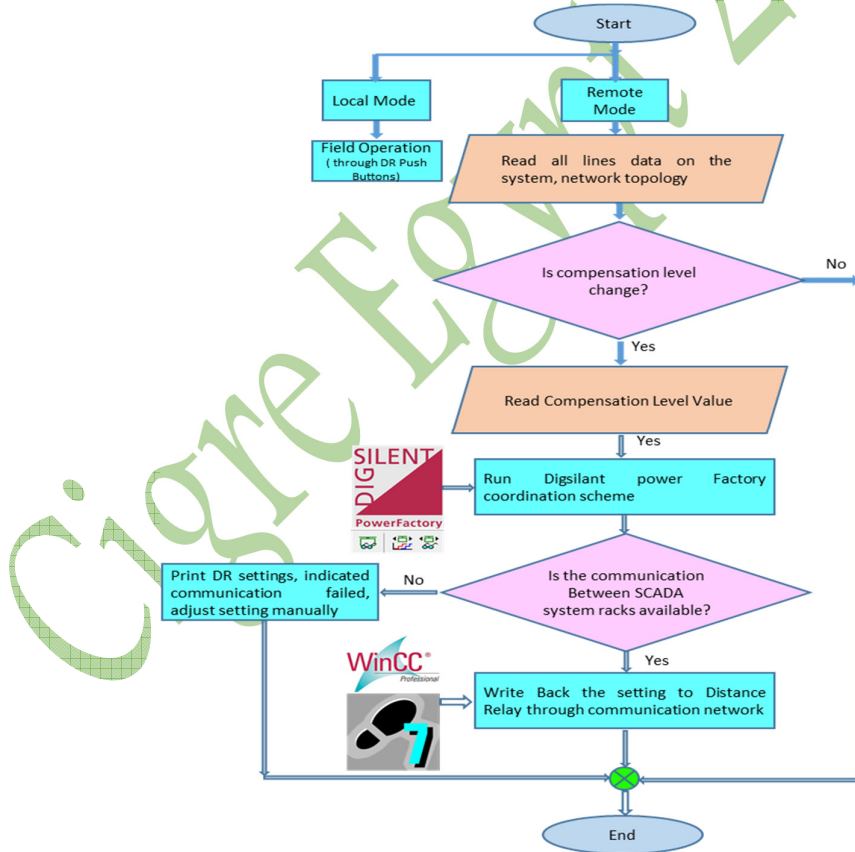 Start
Local Mode
Remote
Mode
Field Operation
( through DR Push
Buttons)
Read all lines data on the
system, network topology
Is compensation level
change?
No
Yes
Read Compensation Level Value
Yes
DIGSILENT
PowerFactory
Run Digsilant power Factory
coordination scheme
Is the communication
Between SCADA
system racks available?
No
Print DR settings, indicated
communication failed,
adjust setting manually
Yes
WinCC®
Professional
7
Write Back the setting to Distance
Relay through communication network
End
Cigre